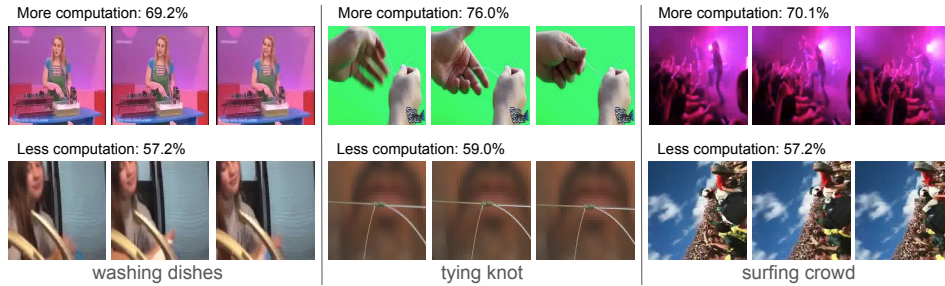 More computation: 69.2%
More computation: 76.0%
More computation: 70.1%
Less computation: 57.2%
Less computation: 59.0%
Less computation: 57.2%
washing dishes
tying knot
surfing crowd